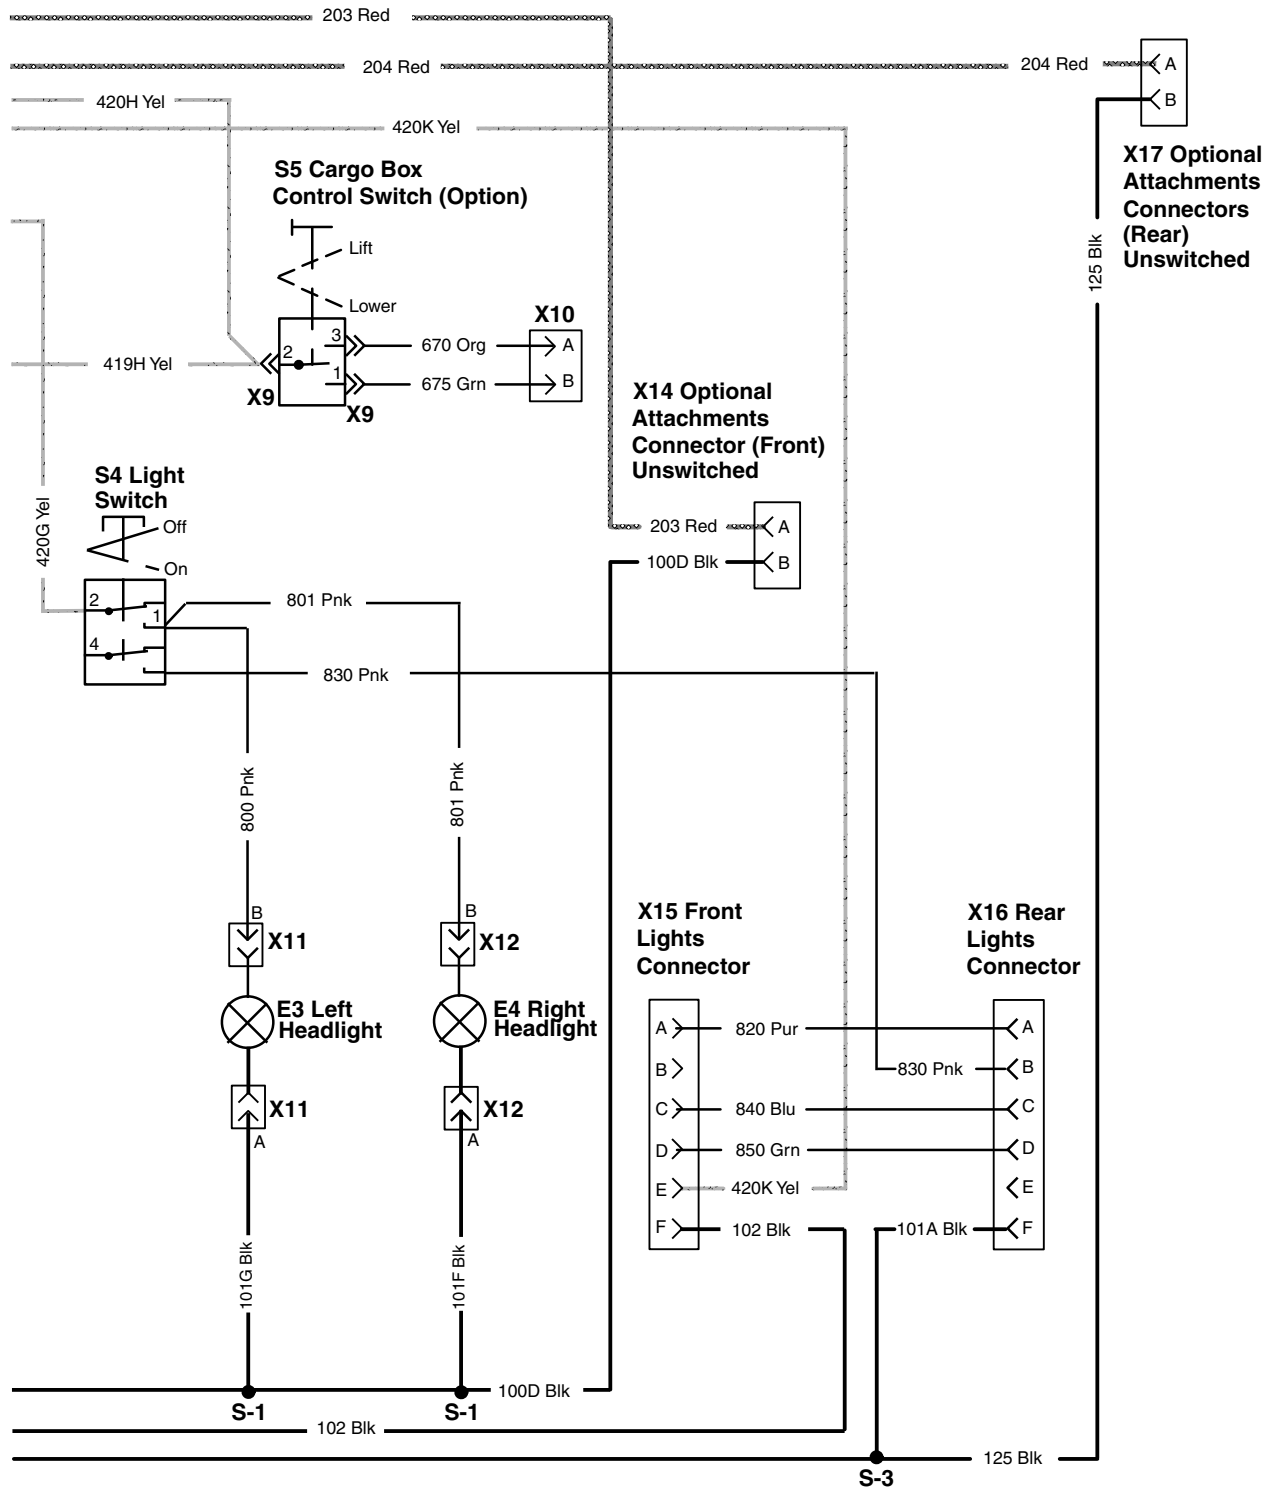 203 Red
204 Red
204 Red
A
B
420H Yel
420K Yel
X17 Optional
Attachments
Connectors
(Rear)
Unswitched
S5 Cargo Box
Control Switch (Option)
Lift
Lower
125 Blk
X10
3
2
1
670 Org
A
419H Yel
675 Grn
B
X9
X9
X14 Optional
Attachments
Connector (Front)
Unswitched
S4 Light
Switch
Off
On
420G Yel
203 Red
A
100D Blk
B
2
1
4
801 Pnk
830 Pnk
800 Pnk
801 Pnk
B
X11
B
X12
X15 Front
Lights
Connector
X16 Rear
Lights
Connector
E3 Left
Headlight
E4 Right
Headlight
A
820 Pur
A
B
830 Pnk
B
X11
A
X12
A
C
840 Blu
C
D
850 Grn
D
E
420K Yel
E
F
102 Blk
101A Blk
F
101G Blk
101F Blk
100D Blk
S-1
S-1
102 Blk
125 Blk
S-3